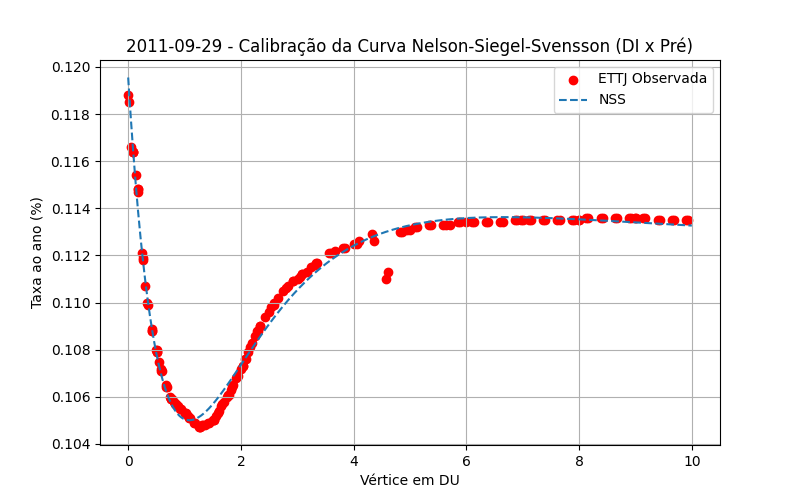 2011-09-29 - Calibração da Curva Nelson-Siegel-Svensson (DI x Pré)
ETTJ Observada
NSS
Taxa ao ano (%)
0.120
0.118
0.116
0.114
0.112
0.110
0.108
0.106
0.104
0 2 4 6 8 10
Vértice em DU